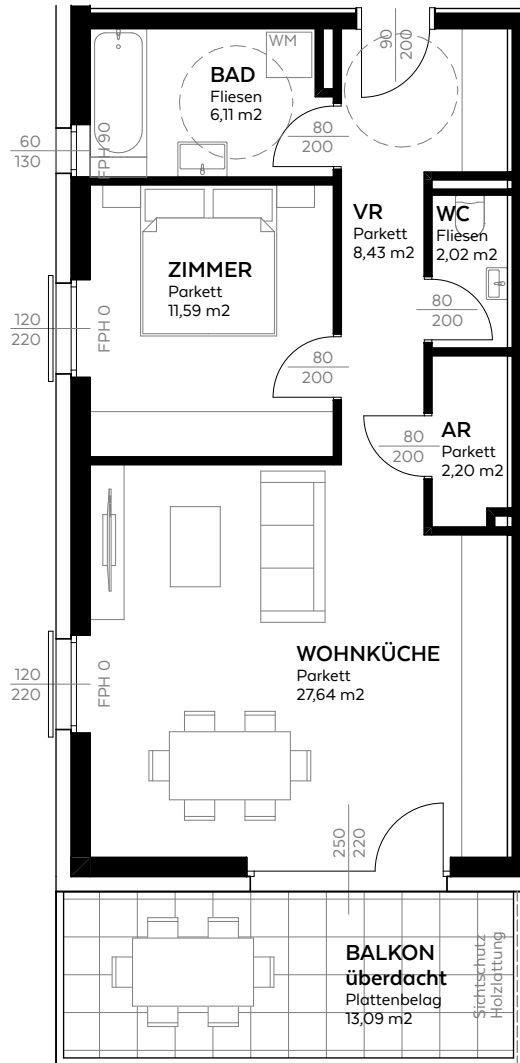 90
200
WM
BAD
Fliesen
6,11 m2
60
130
FPH 90
80
200
VR
Parkett
8,43 m2
WC
Fliesen
2,02 m2
ZIMMER
Parkett
11,59 m2
120
220
FPH 0
80
200
80
200
AR
Parkett
2,20 m2
80
200
WOHNKÜCHE
Parkett
27,64 m2
120
220
FPH 0
250
220
BALKON
überdacht
Plattenbelag
13,09 m2
Sichtschutz
Holzlattung